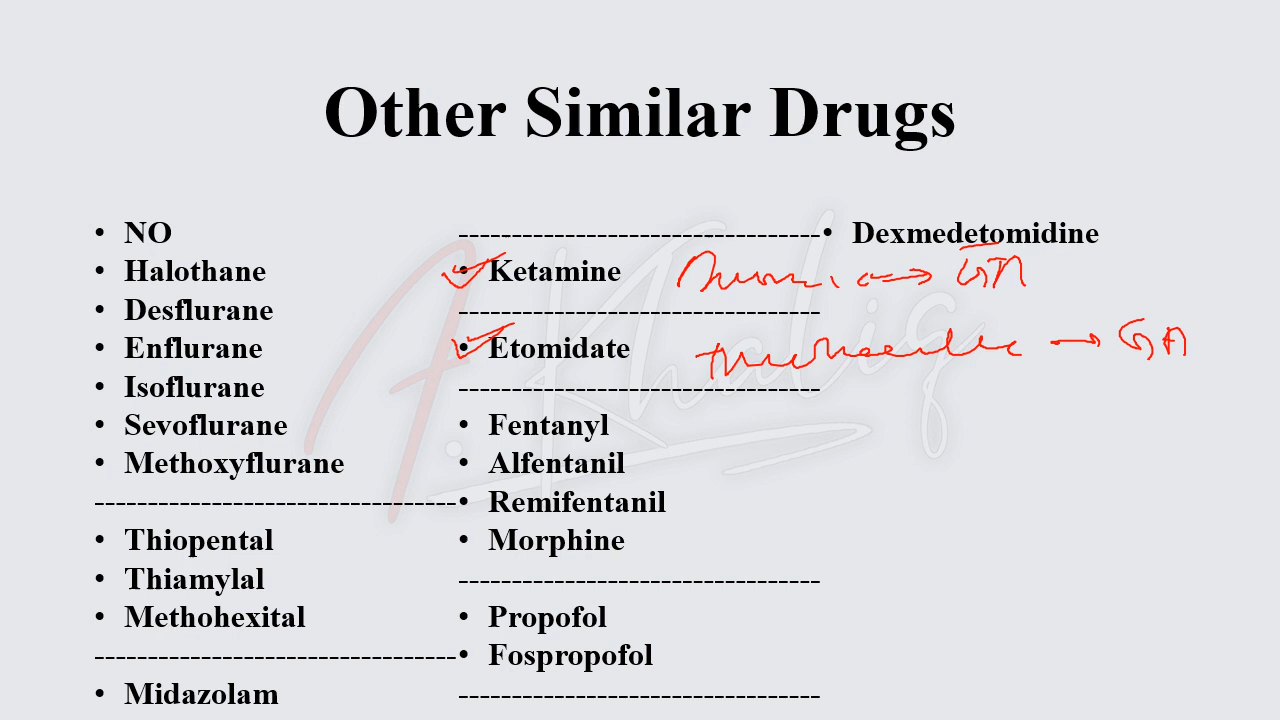 Other Similar Drugs
• NO
• Halothane
• Desflurane
• Enflurane
• Isoflurane
• Sevoflurane
• Methoxyflurane
----------------------------------
• Thiopental
• Thiamylal
• Methohexital
----------------------------------
• Midazolam
----------------------------------
• Ketamine GA
----------------------------------
• Etomidate → GA
----------------------------------
• Fentanyl
• Alfentanil
• Remifentanil
• Morphine
----------------------------------
• Propofol
• Fospropofol
----------------------------------
• Dexmedetomidine
A. Khaliq